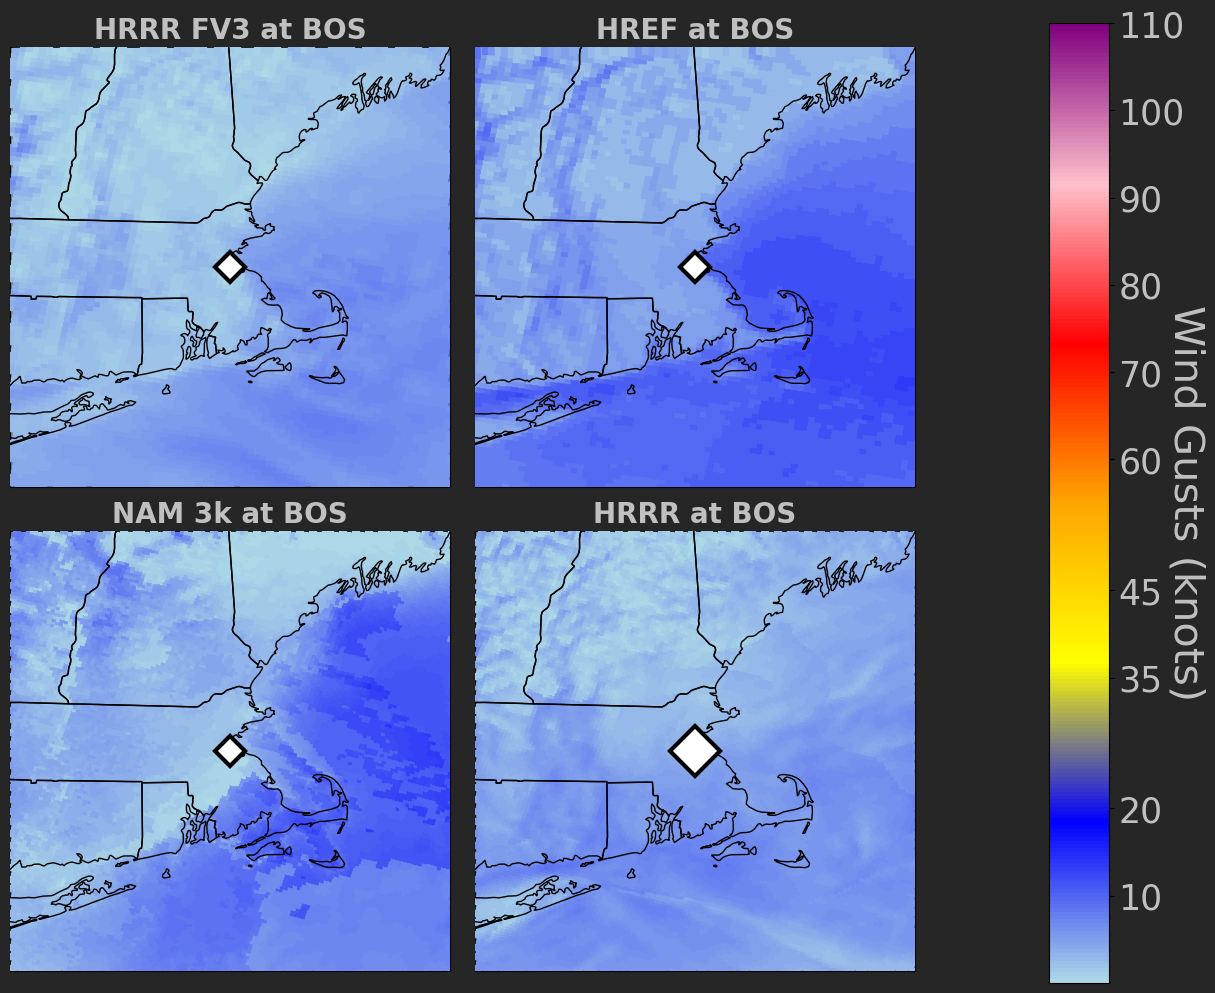 HRRR FV3 at BOS
HREF at BOS
NAM 3k at BOS
HRRR at BOS
110
100
90
80
70
60
45
35
20
10
Wind Gusts (knots)